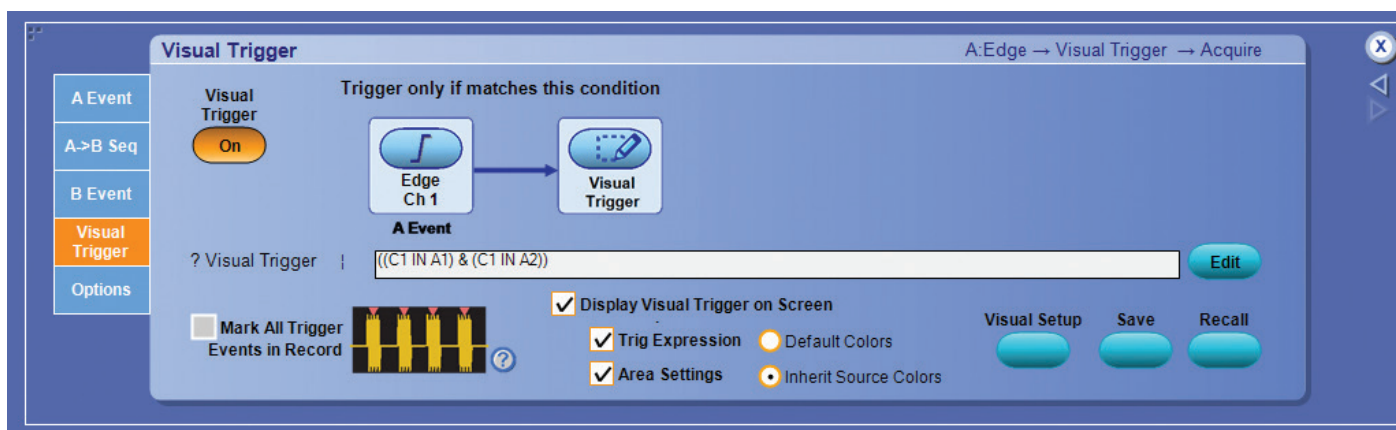 Visual Trigger
A:Edge → Visual Trigger → Acquire
X
A Event
A->B Seq
B Event
Visual
Trigger
Options
Visual
Trigger
On
Trigger only if matches this condition
Edge
Ch 1
A Event
Visual
Trigger
? Visual Trigger ¦
((C1 IN A1) & (C1 IN A2))
Edit
Mark All Trigger
Events in Record
?
Display Visual Trigger on Screen
Trig Expression
Default Colors
Area Settings
Inherit Source Colors
Visual Setup
Save
Recall